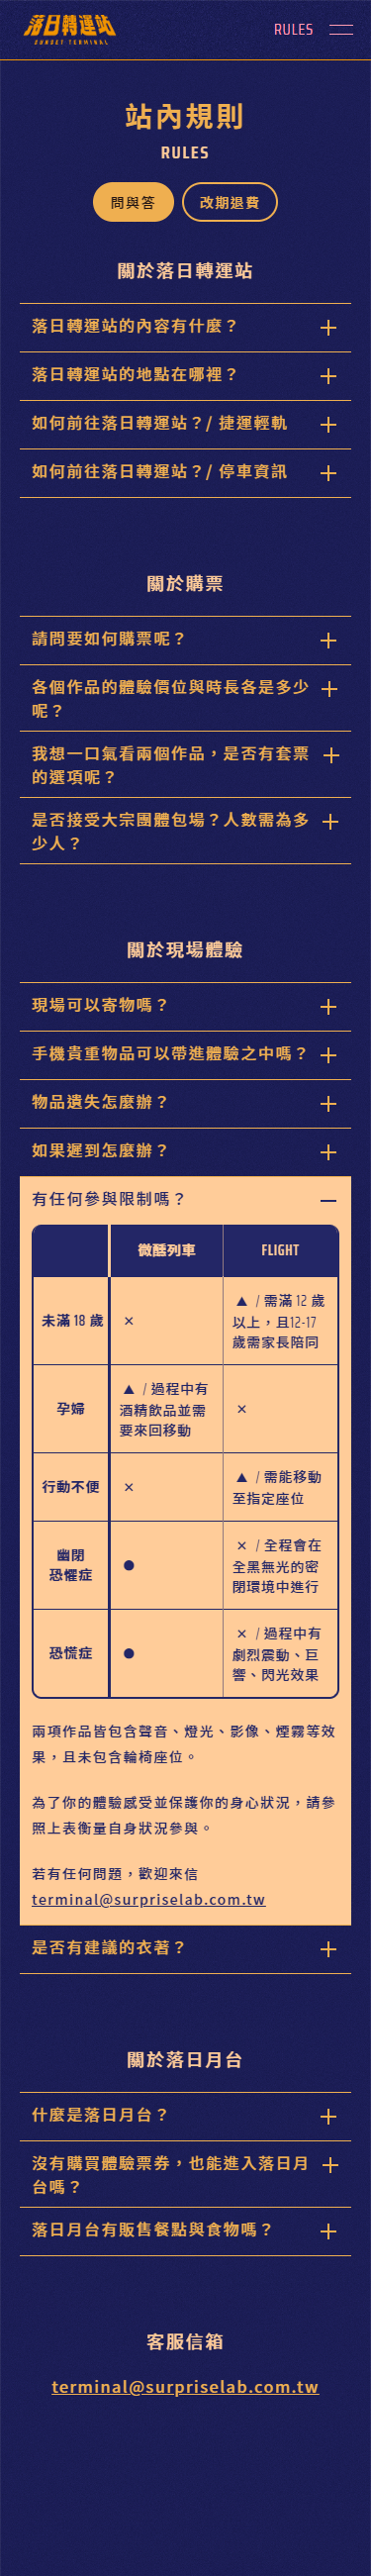 落日轉運站
SUNSET TERMINAL
RULES
站內規則
RULES
問與答
改期退費
關於落日轉運站
落日轉運站的內容有什麼？
落日轉運站的地點在哪裡？
如何前往落日轉運站？/ 捷運輕軌
如何前往落日轉運站？/ 停車資訊
關於購票
請問要如何購票呢？
各個作品的體驗價位與時長各是多少
呢？
我想一口氣看兩個作品，是否有套票
的選項呢？
是否接受大宗團體包場？人數需為多
少人？
關於現場體驗
現場可以寄物嗎？
手機貴重物品可以帶進體驗之中嗎？
物品遺失怎麼辦？
如果遲到怎麼辦？
有任何參與限制嗎？
微醺列車
FLIGHT
未滿 18 歲
✕
▲ / 需滿 12 歲
以上，且12-17
歲需家長陪同
孕婦
▲ / 過程中有
酒精飲品並需
要來回移動
✕
行動不便
✕
▲ / 需能移動
至指定座位
幽閉
恐懼症
●
✕ / 全程會在
全黑無光的密
閉環境中進行
恐慌症
●
✕ / 過程中有
劇烈震動、巨
響、閃光效果
兩項作品皆包含聲音、燈光、影像、煙霧等效
果，且未包含輪椅座位。
為了你的體驗感受並保護你的身心狀況，請參
照上表衡量自身狀況參與。
若有任何問題，歡迎來信
terminal@surpriselab.com.tw
是否有建議的衣著？
關於落日月台
什麼是落日月台？
沒有購買體驗票券，也能進入落日月
台嗎？
落日月台有販售餐點與食物嗎？
客服信箱
terminal@surpriselab.com.tw